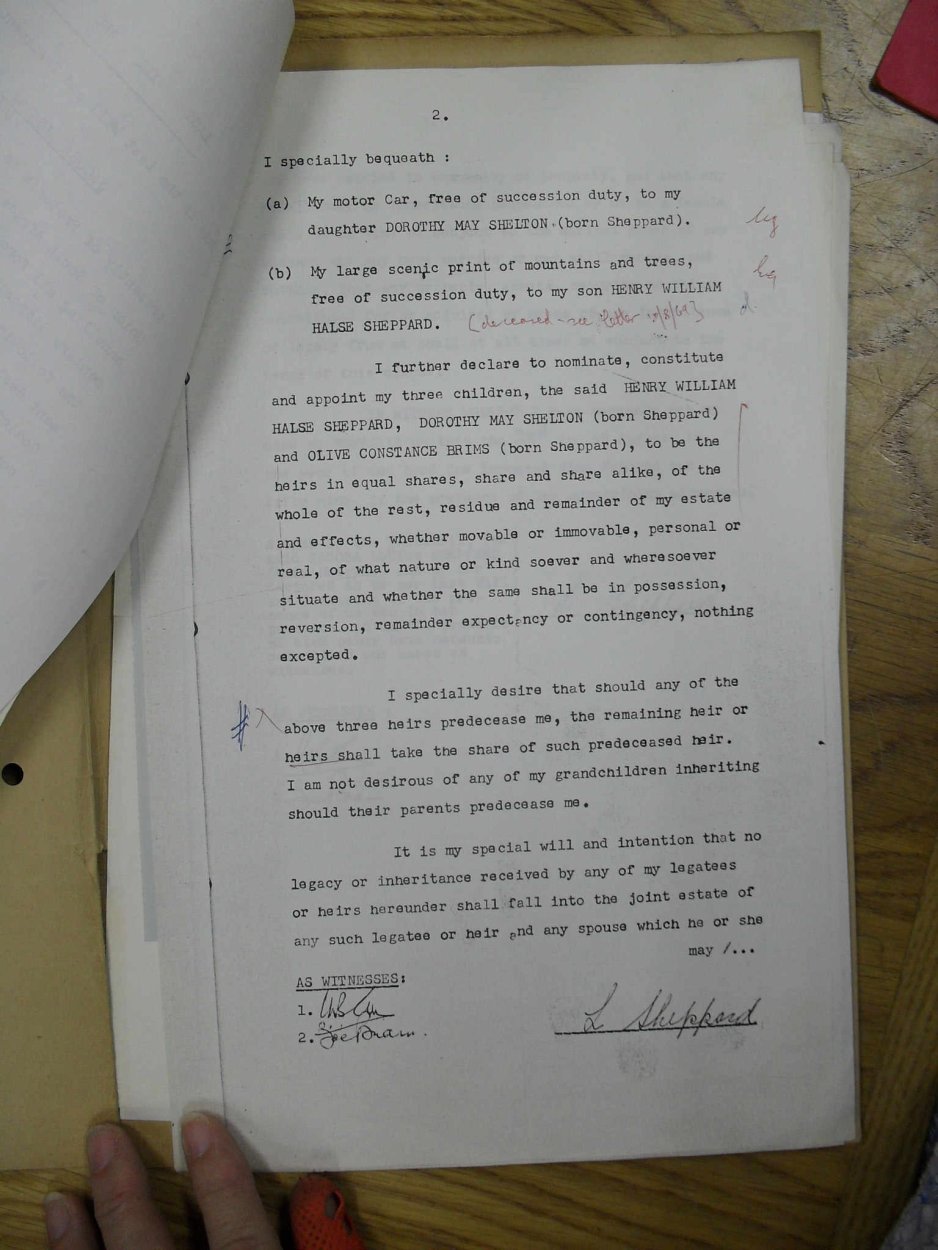 2.
I specially bequeath :
(a) My motor Car, free of succession duty, to my
daughter DOROTHY MAY SHELTON (born Sheppard).
(b) My large scenic print of mountains and trees,
free of succession duty, to my son HENRY WILLIAM
HALSE SHEPPARD. (deceased - see letter
I further declare to nominate, constitute
and appoint my three children, the said HENRY WILLIAM
HALSE SHEPPARD, DOROTHY MAY SHELTON (born Sheppard)
and OLIVE CONSTANCE BRIMS (born Sheppard), to be the
heirs in equal shares, share and share alike, of the
whole of the rest, residue and remainder of my estate
and effects, whether movable or immovable, personal or
real, of what nature or kind soever and wheresoever
situate and whether the same shall be in possession,
reversion, remainder expectancy or contingency, nothing
excepted.
I specially desire that should any of the
# above three heirs predecease me, the remaining heir or
heirs shall take the share of such predeceased heir.
I am not desirous of any of my grandchildren inheriting
should their parents predecease me.
It is my special will and intention that no
legacy or inheritance received by any of my legatees
or heirs hereunder shall fall into the joint estate of
any such legatee or heir and any spouse which he or she
may /...
AS WITNESSES:
1.
2.
L Sheppard